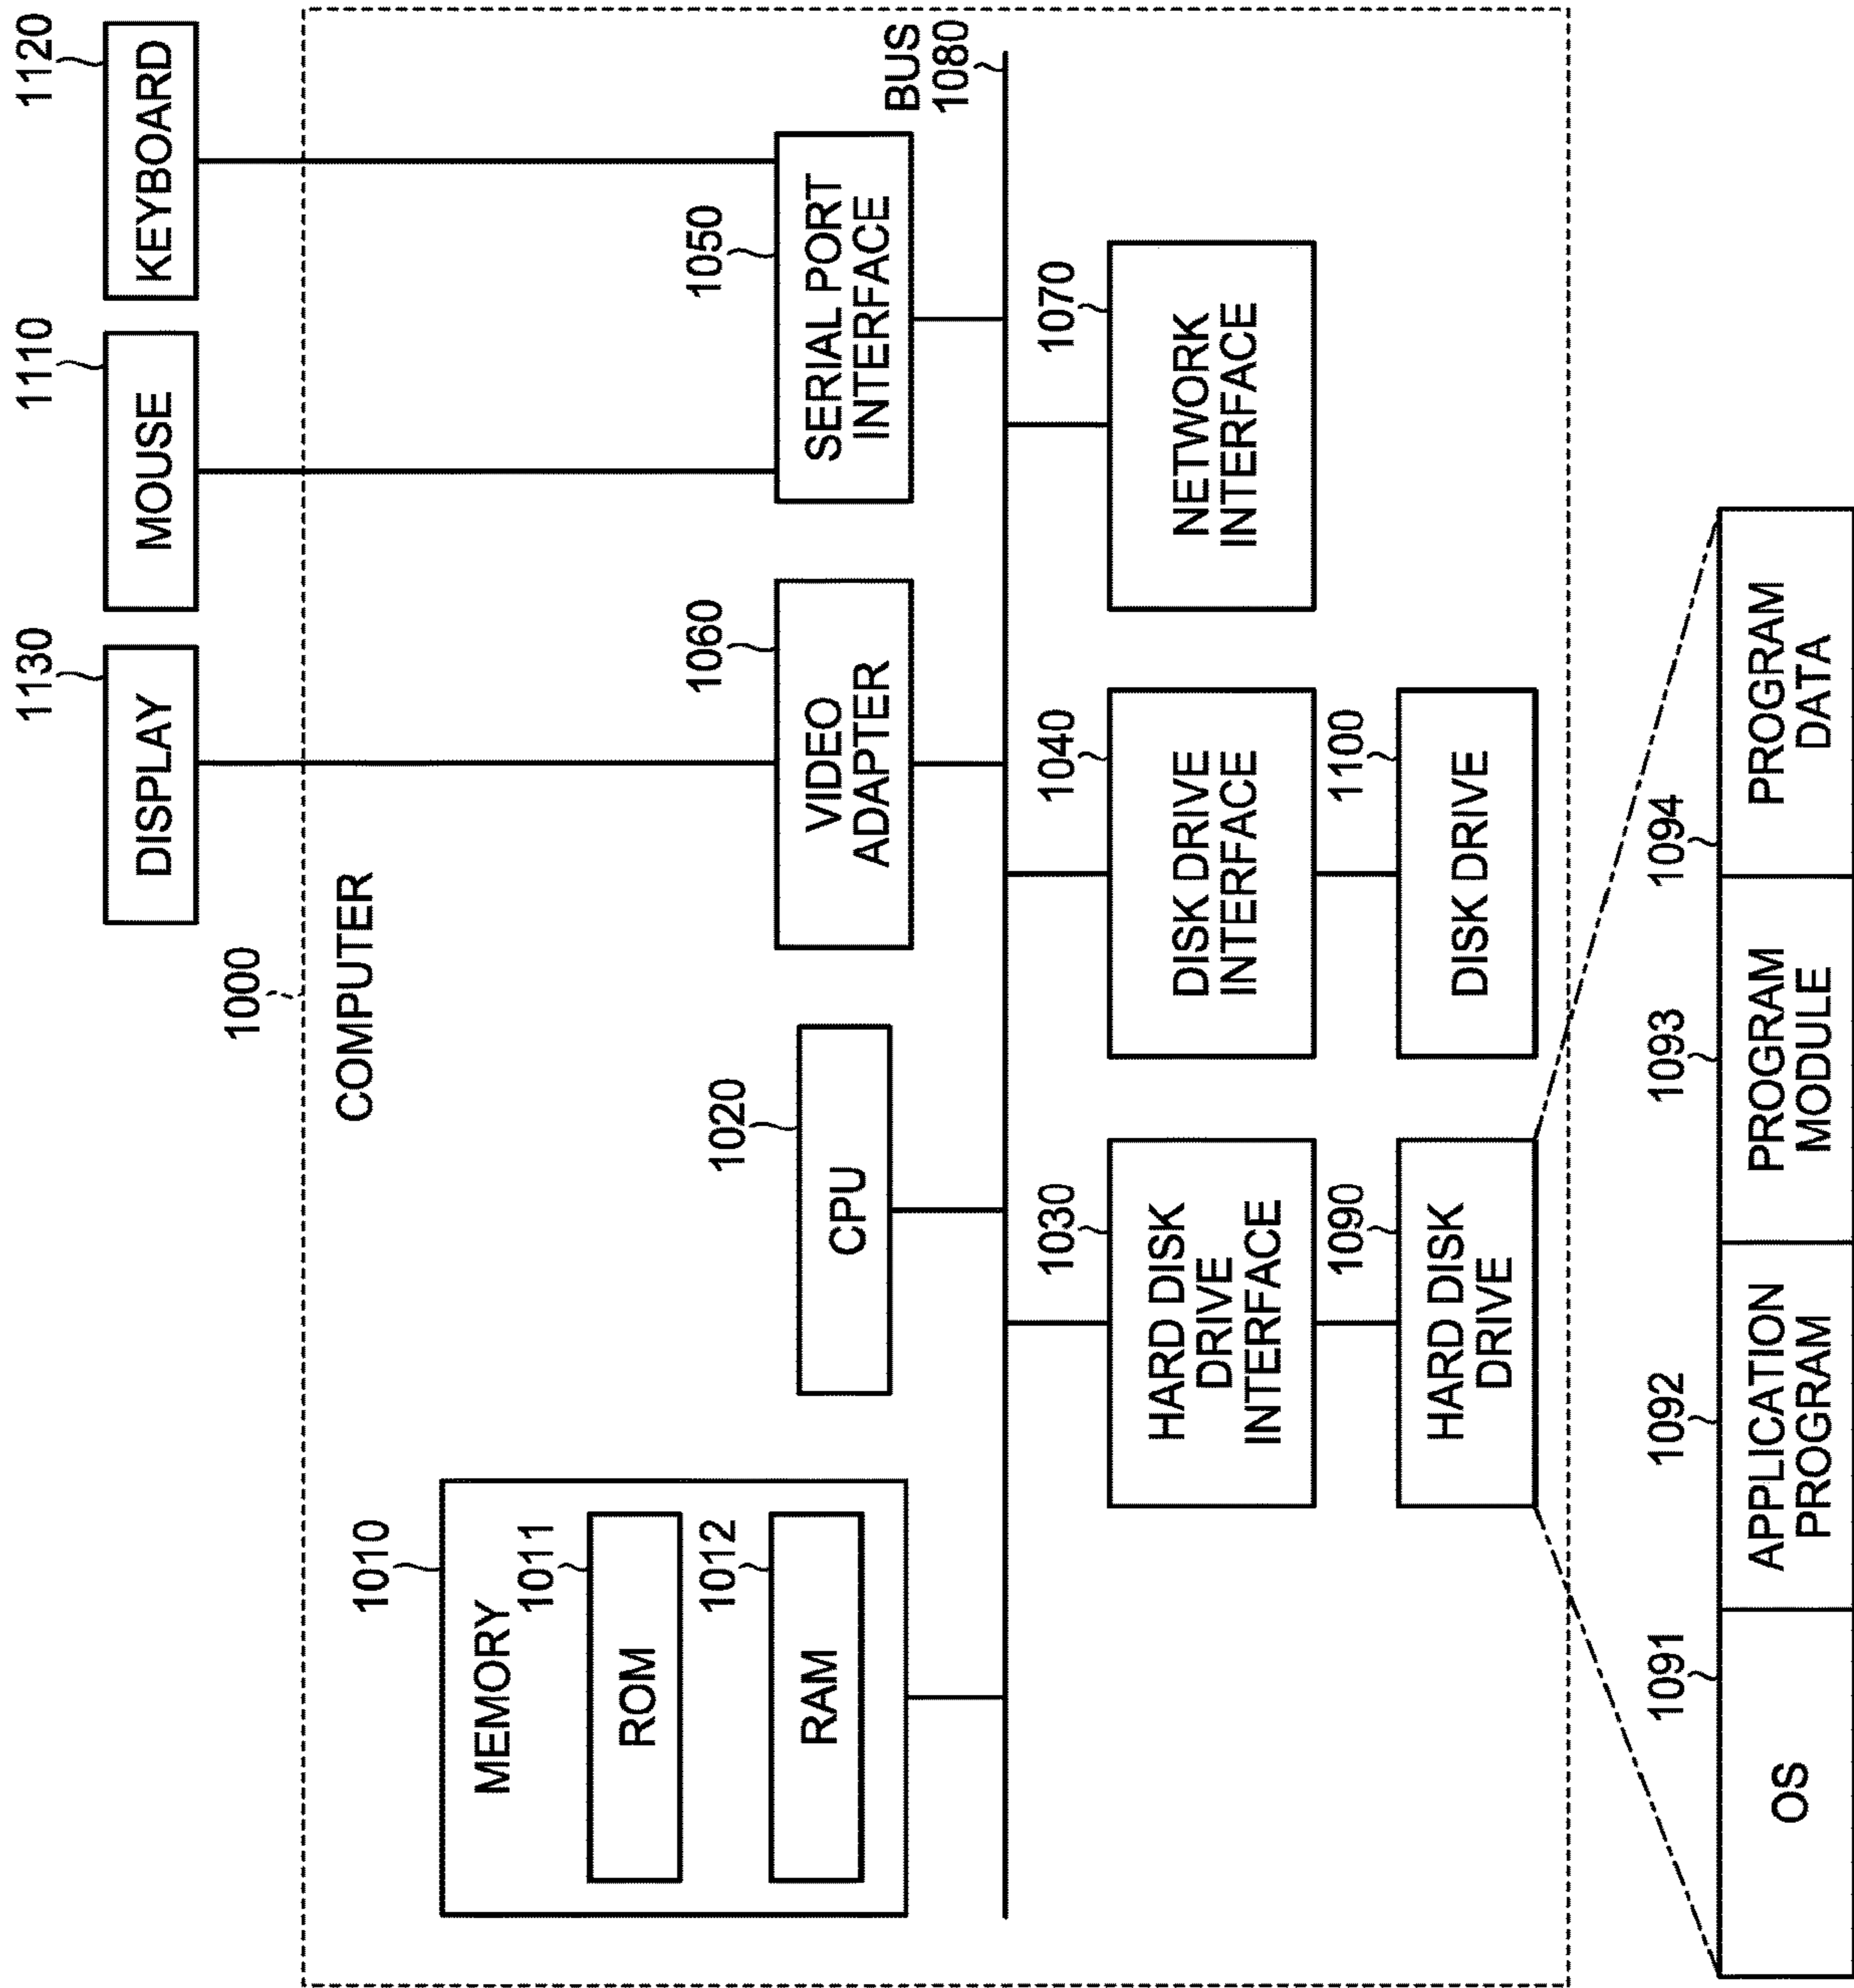 1000
COMPUTER
1010
MEMORY
1011
ROM
1012
RAM
1020
CPU
1130
DISPLAY
1110
MOUSE
1120
KEYBOARD
1060
VIDEO
ADAPTER
1050
SERIAL PORT
INTERFACE
BUS
1080
1030
HARD DISK
DRIVE
INTERFACE
1040
DISK DRIVE
INTERFACE
1070
NETWORK
INTERFACE
1090
HARD DISK
DRIVE
1100
DISK DRIVE
1091
OS
1092
APPLICATION
PROGRAM
1093
PROGRAM
MODULE
1094
PROGRAM
DATA